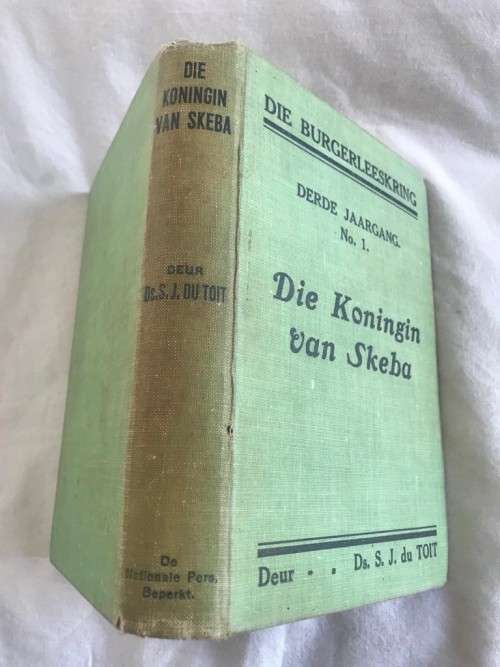 DIE
KONINGIN
VAN SKEBA
DEUR
Ds. S. J. DU TOIT
De
Nationale Pers,
Beperkt.
DIE BURGERLEESKRING
DERDE JAARGANG.
No. 1.
Die Koningin
van Skeba
Deur - - Ds. S. J. du TOIT